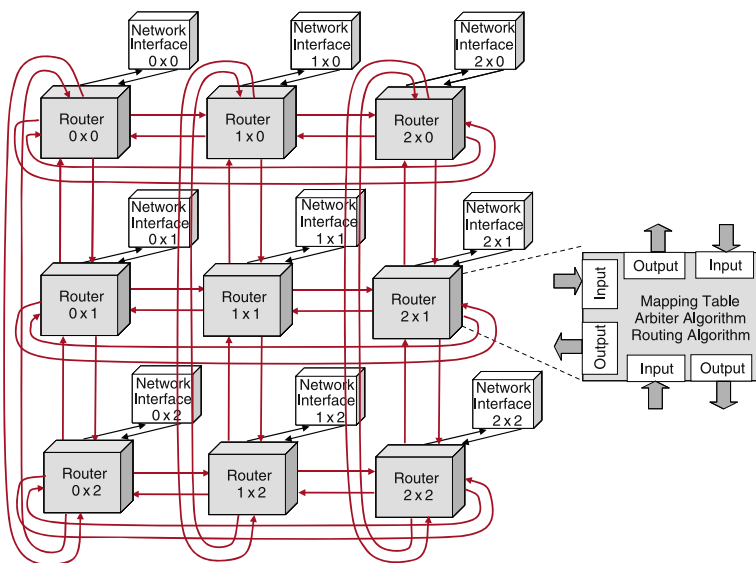 Network
Interface
0 x 0
Network
Interface
1 x 0
Network
Interface
2 x 0
Router
0 x 0
Router
1 x 0
Router
2 x 0
Network
Interface
0 x 1
Network
Interface
1 x 1
Network
Interface
2 x 1
Router
0 x 1
Router
1 x 1
Router
2 x 1
Input
Output
Output
Input
Mapping Table
Arbiter Algorithm
Routing Algorithm
Input
Output
Network
Interface
0 x 2
Network
Interface
1 x 2
Network
Interface
2 x 2
Router
0 x 2
Router
1 x 2
Router
2 x 2